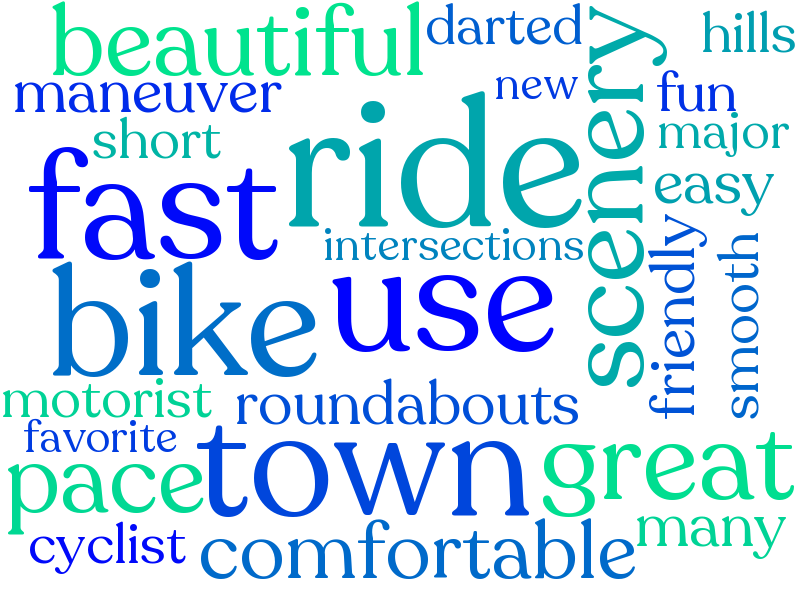 beautiful
darted
scenery
hills
maneuver
new
fun
short
ride
major
fast
easy
intersections
friendly
smooth
bike
use
motorist
roundabouts
favorite
town
great
pace
many
cyclist
comfortable